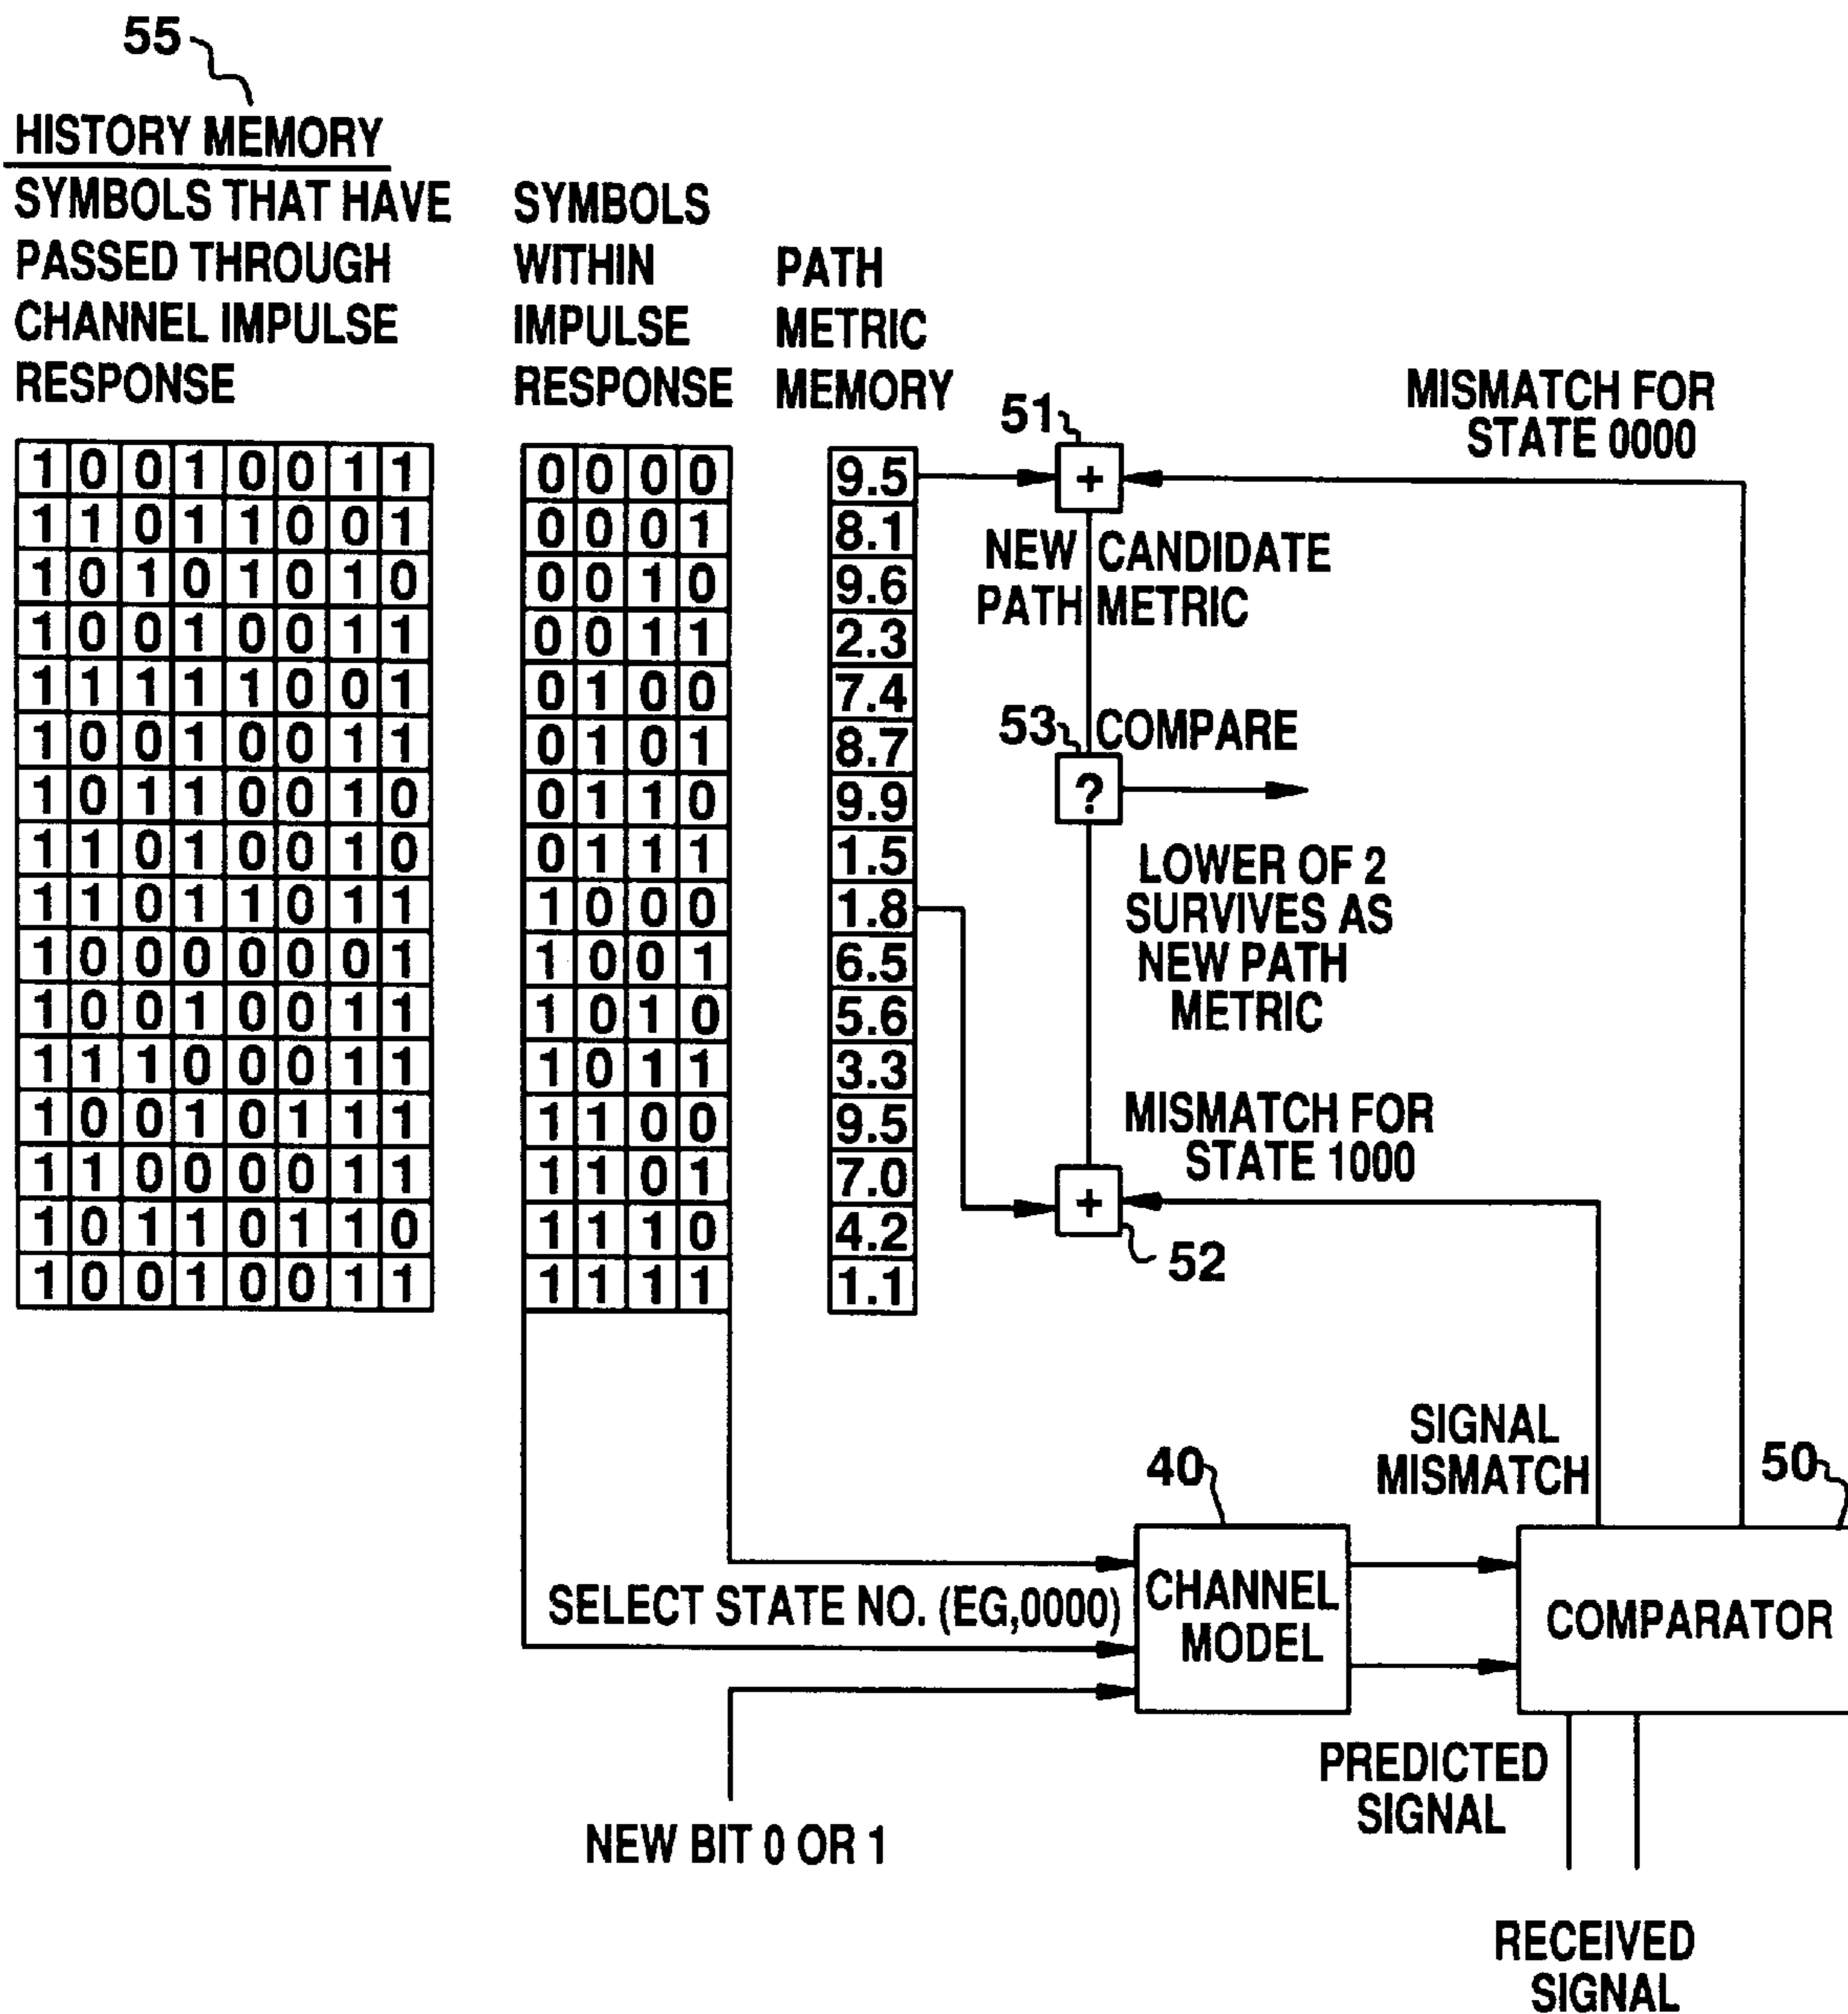 55
HISTORY MEMORY
SYMBOLS THAT HAVE
PASSED THROUGH
CHANNEL IMPULSE
RESPONSE
SYMBOLS
WITHIN
IMPULSE
RESPONSE
PATH
METRIC
MEMORY
1 0 0 1 0 0 1 1 0 0 0 0 9.5
1 1 0 1 1 0 0 1 0 0 0 1 8.1
1 0 1 0 1 0 1 0 0 0 1 0 9.6
1 0 0 1 0 0 1 1 0 0 1 1 2.3
1 1 1 1 1 0 0 1 0 1 0 0 7.4
1 0 0 1 0 0 1 1 0 1 0 1 8.7
1 0 1 1 0 0 1 0 0 1 1 0 9.9
1 1 0 1 0 0 1 0 0 1 1 1 1.5
1 1 0 1 1 0 1 1 1 0 0 0 1.8
1 0 0 0 0 0 0 1 1 0 0 1 6.5
1 0 0 1 0 0 1 1 1 0 1 0 5.6
1 1 1 0 0 0 1 1 1 0 1 1 3.3
1 0 0 1 0 1 1 1 1 1 0 0 9.5
1 1 0 0 0 0 1 1 1 1 0 1 7.0
1 0 1 1 0 1 1 0 1 1 1 0 4.2
1 0 0 1 0 0 1 1 1 1 1 1 1.1
51
+
MISMATCH FOR
STATE 0000
NEW CANDIDATE
PATH METRIC
53
COMPARE
?
LOWER OF 2
SURVIVES AS
NEW PATH
METRIC
MISMATCH FOR
STATE 1000
+
52
SIGNAL
MISMATCH
40
50
SELECT STATE NO. (EG,0000)
CHANNEL
MODEL
COMPARATOR
NEW BIT 0 OR 1
PREDICTED
SIGNAL
RECEIVED
SIGNAL